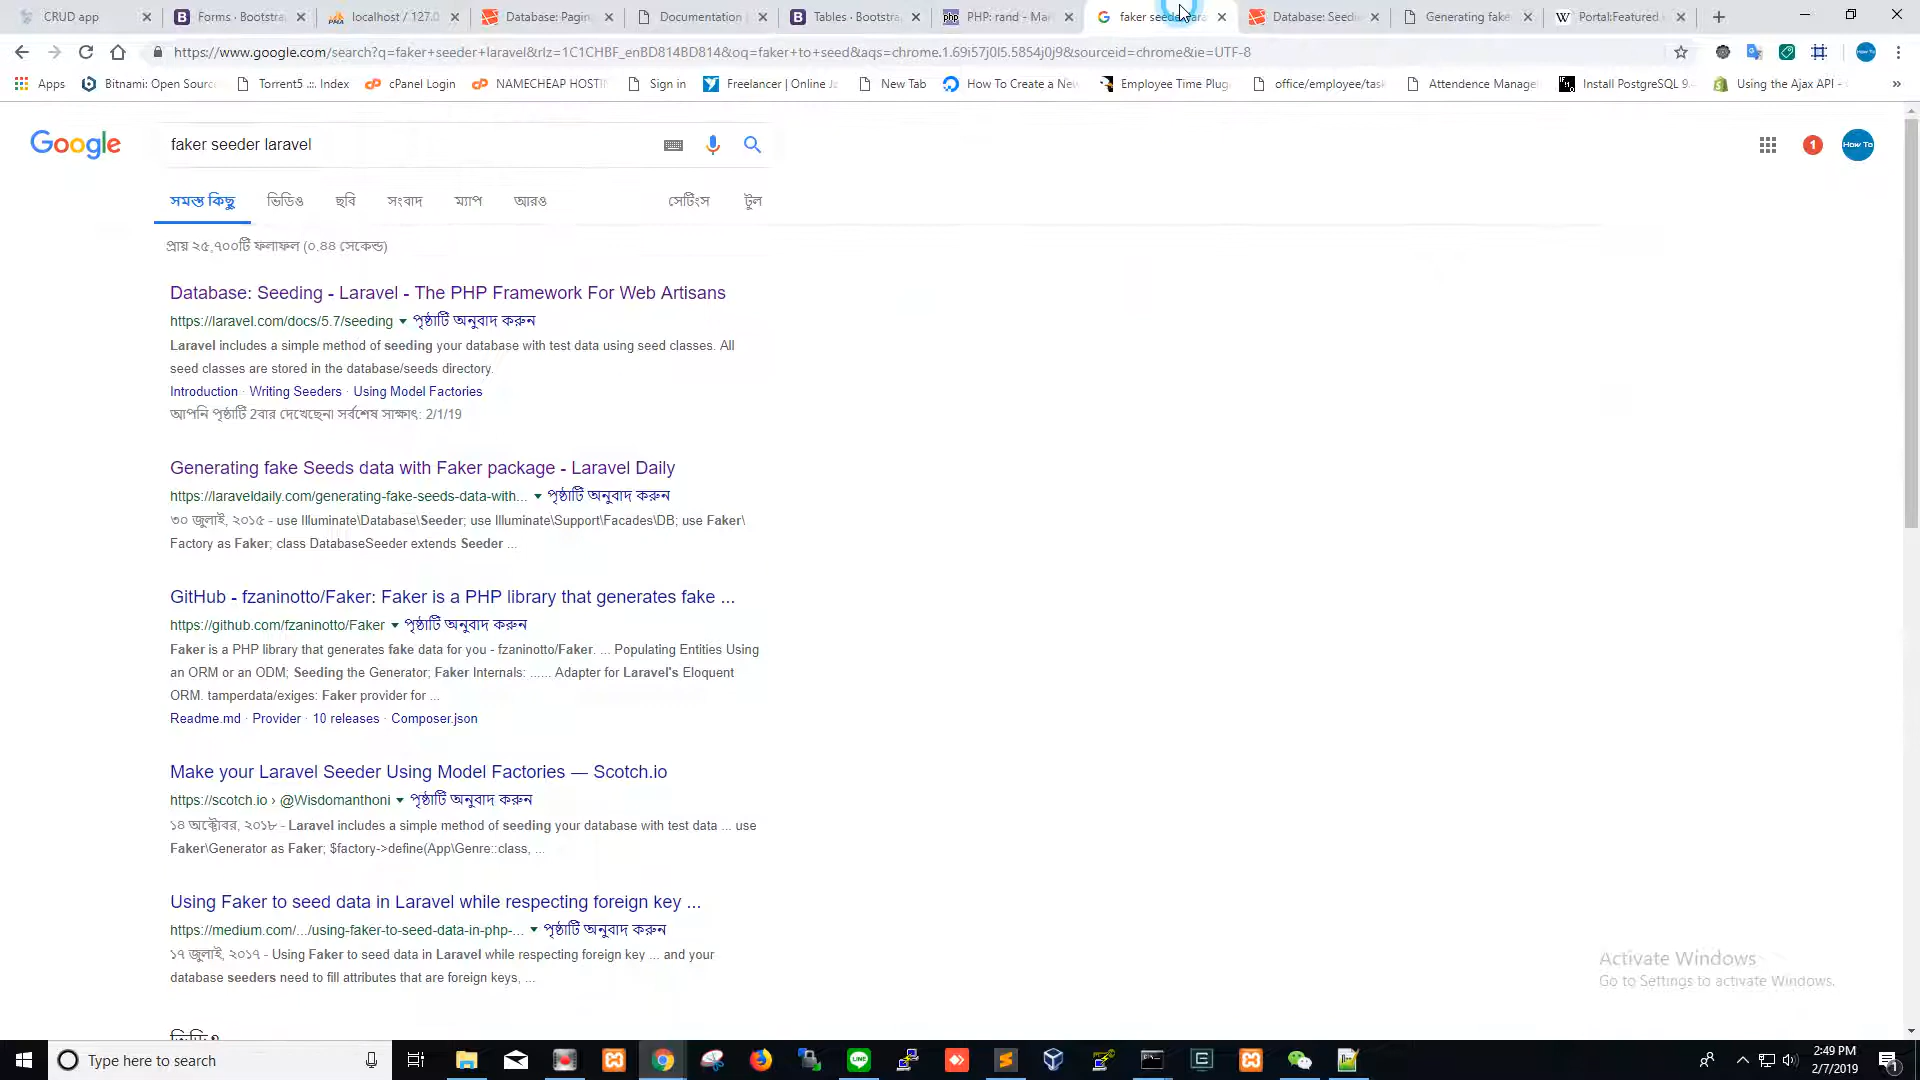 CRUD app
Forms · Bootstra
localhost / 127.0
Database: Pagin
Documentation
Tables · Bootstra
PHP: rand - Ma
faker seede
Database: Seedi
Generating fake
Portal:Featured
https://www.google.com/search?q=faker+seeder+laravel&rlz=1C1CHBF_enBD814BD814&oq=faker+to+seed&aqs=chrome.1.69i57j0l5.5854j0j9&sourceid=chrome&ie=UTF-8
Apps
Bitnami: Open Sourc
Torrent5 .::. Index
cPanel Login
NAMECHEAP HOSTI
Sign in
Freelancer | Online Jo
New Tab
How To Create a Ne
Employee Time Plug
office/employee/tas
Attendence Manage
Install PostgreSQL 9.
Using the Ajax API -
Google
faker seeder laravel
1
How To
সমস্ত কিছু ভিডিও ছবি সংবাদ ম্যাপ আরও সেটিংস টুল
প্রায় ২৫,৭০০টি ফলাফল (০.৪৪ সেকেন্ড)
Database: Seeding - Laravel - The PHP Framework For Web Artisans
https://laravel.com/docs/5.7/seeding ▾ পৃষ্ঠাটি অনুবাদ করুন
Laravel includes a simple method of seeding your database with test data using seed classes. All
seed classes are stored in the database/seeds directory.
Introduction · Writing Seeders · Using Model Factories
আপনি পৃষ্ঠাটি 2বার দেখেছেন৷ সর্বশেষ সাক্ষাৎ: 2/1/19
Generating fake Seeds data with Faker package - Laravel Daily
https://laraveldaily.com/generating-fake-seeds-data-with... ▾ পৃষ্ঠাটি অনুবাদ করুন
৩০ জুলাই, ২০১৫ - use Illuminate\Database\Seeder; use Illuminate\Support\Facades\DB; use Faker\
Factory as Faker; class DatabaseSeeder extends Seeder ...
GitHub - fzaninotto/Faker: Faker is a PHP library that generates fake ...
https://github.com/fzaninotto/Faker ▾ পৃষ্ঠাটি অনুবাদ করুন
Faker is a PHP library that generates fake data for you - fzaninotto/Faker. ... Populating Entities Using
an ORM or an ODM; Seeding the Generator; Faker Internals: ...... Adapter for Laravel's Eloquent
ORM. tamperdata/exiges: Faker provider for ...
Readme.md · Provider · 10 releases · Composer.json
Make your Laravel Seeder Using Model Factories — Scotch.io
https://scotch.io › @Wisdomanthoni ▾ পৃষ্ঠাটি অনুবাদ করুন
১৪ অক্টোবর, ২০১৮ - Laravel includes a simple method of seeding your database with test data ... use
Faker\Generator as Faker; $factory->define(App\Genre::class, ...
Using Faker to seed data in Laravel while respecting foreign key ...
https://medium.com/.../using-faker-to-seed-data-in-php-... ▾ পৃষ্ঠাটি অনুবাদ করুন
১৭ জুলাই, ২০১৭ - Using Faker to seed data in Laravel while respecting foreign key ... and your
database seeders need to fill attributes that are foreign keys, ...
Activate Windows
Go to Settings to activate Windows.
ভিডিও
Type here to search
2:49 PM
2/7/2019
1